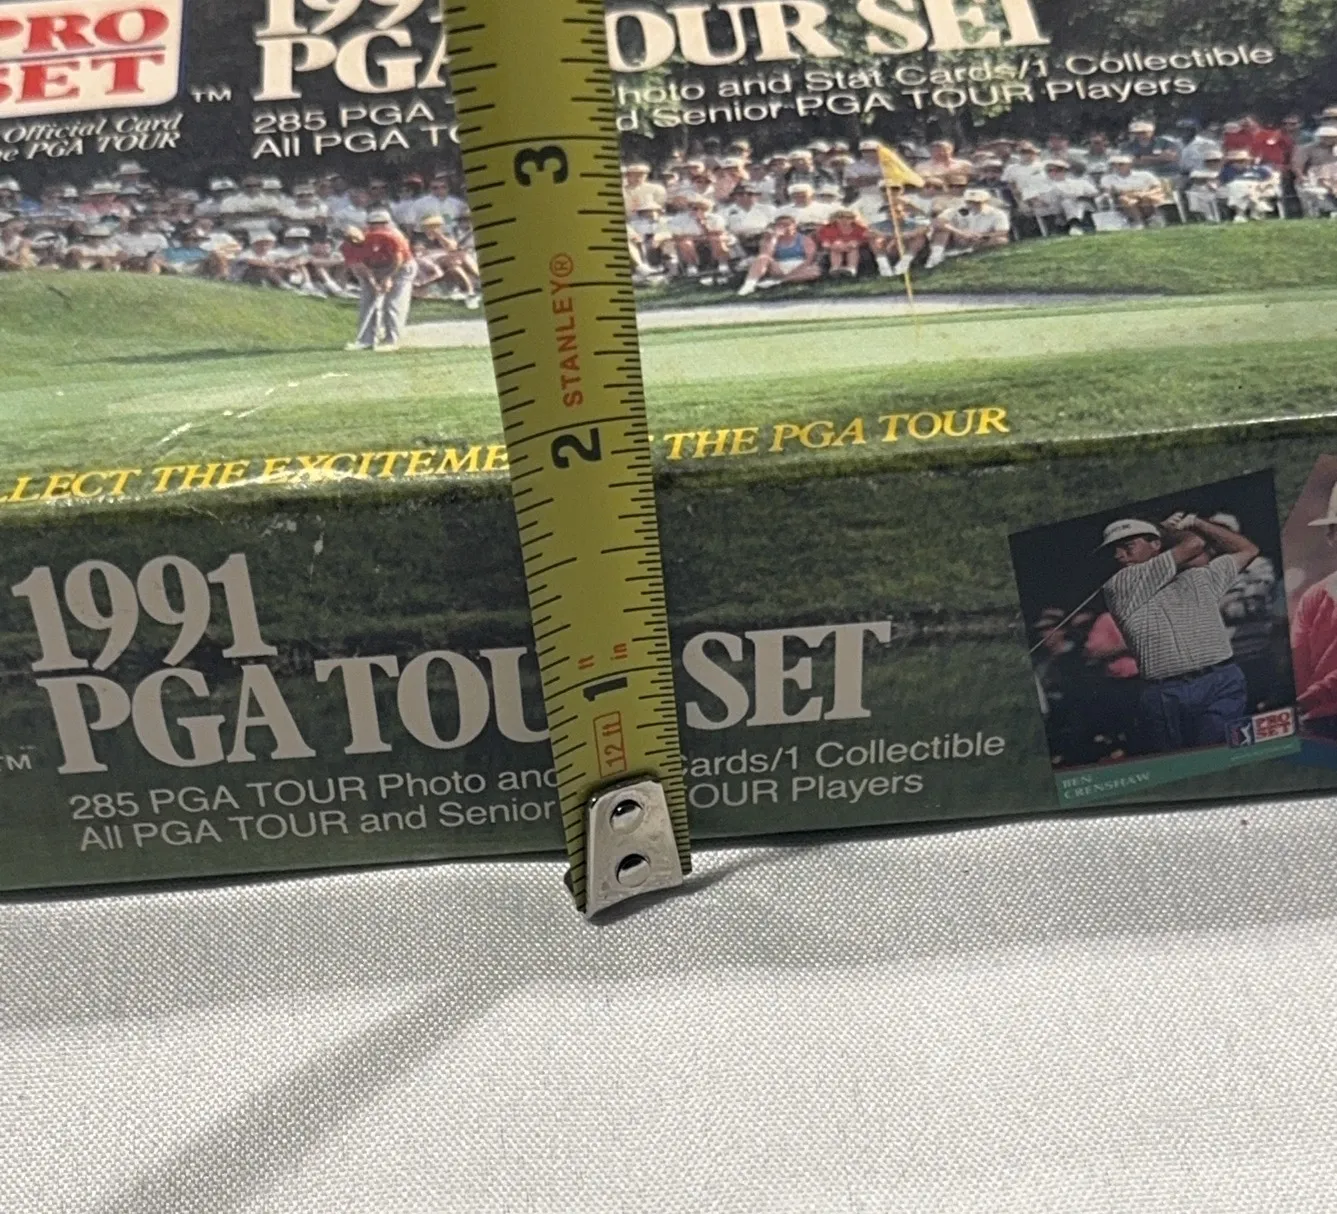 PRO
SET
™
Official Card
PGA TOUR
199
PGA OUR SET
285 PGA hoto and Stat Cards/1 Collectible
All PGA TO d Senior PGA TOUR Players
3
STANLEY®
2
LLECT THE EXCITEME THE PGA TOUR
1991
PGA TOU SET
™
285 PGA TOUR Photo and Cards/1 Collectible
All PGA TOUR and Senior OUR Players
1
ft
in
12 ft
PRO
SET
BEN
CRENSHAW